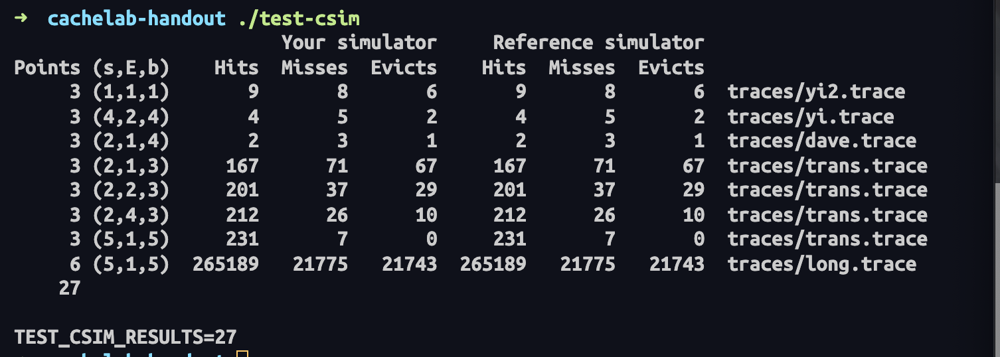 ➜ cachelab-handout ./test-csim
Your simulator Reference simulator
Points (s,E,b) Hits Misses Evicts Hits Misses Evicts
3 (1,1,1) 9 8 6 9 8 6 traces/yi2.trace
3 (4,2,4) 4 5 2 4 5 2 traces/yi.trace
3 (2,1,4) 2 3 1 2 3 1 traces/dave.trace
3 (2,1,3) 167 71 67 167 71 67 traces/trans.trace
3 (2,2,3) 201 37 29 201 37 29 traces/trans.trace
3 (2,4,3) 212 26 10 212 26 10 traces/trans.trace
3 (5,1,5) 231 7 0 231 7 0 traces/trans.trace
6 (5,1,5) 265189 21775 21743 265189 21775 21743 traces/long.trace
27
TEST_CSIM_RESULTS=27